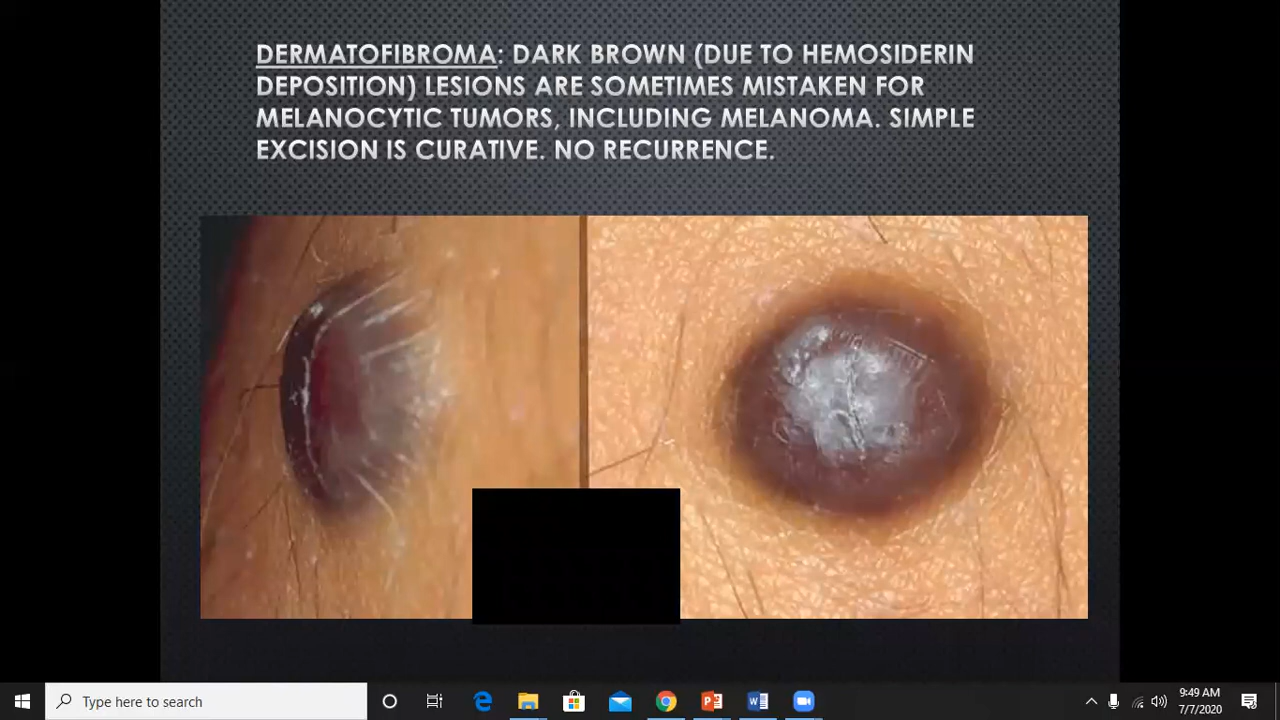 DERMATOFIBROMA: DARK BROWN (DUE TO HEMOSIDERIN
DEPOSITION) LESIONS ARE SOMETIMES MISTAKEN FOR
MELANOCYTIC TUMORS, INCLUDING MELANOMA. SIMPLE
EXCISION IS CURATIVE. NO RECURRENCE.
Type here to search
9:49 AM
7/7/2020